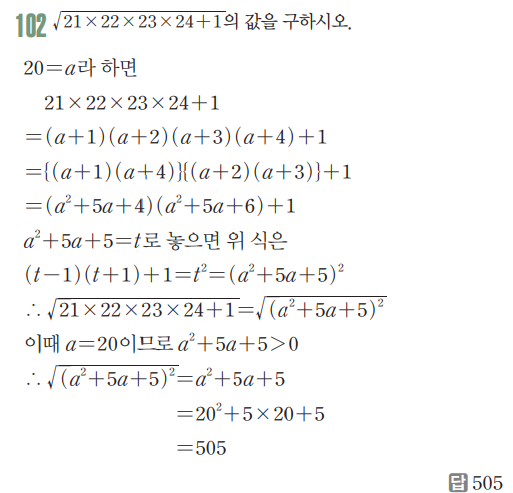 102 √(21×22×23×24+1)의 값을 구하시오.
20=a라 하면
21×22×23×24+1
=(a+1)(a+2)(a+3)(a+4)+1
={(a+1)(a+4)}{(a+2)(a+3)}+1
=(a²+5a+4)(a²+5a+6)+1
a²+5a+5=t로 놓으면 위 식은
(t-1)(t+1)+1=t²=(a²+5a+5)²
∴ √(21×22×23×24+1)=√((a²+5a+5)²)
이때 a=20이므로 a²+5a+5>0
∴ √((a²+5a+5)²)=a²+5a+5
=20²+5×20+5
=505
답 505